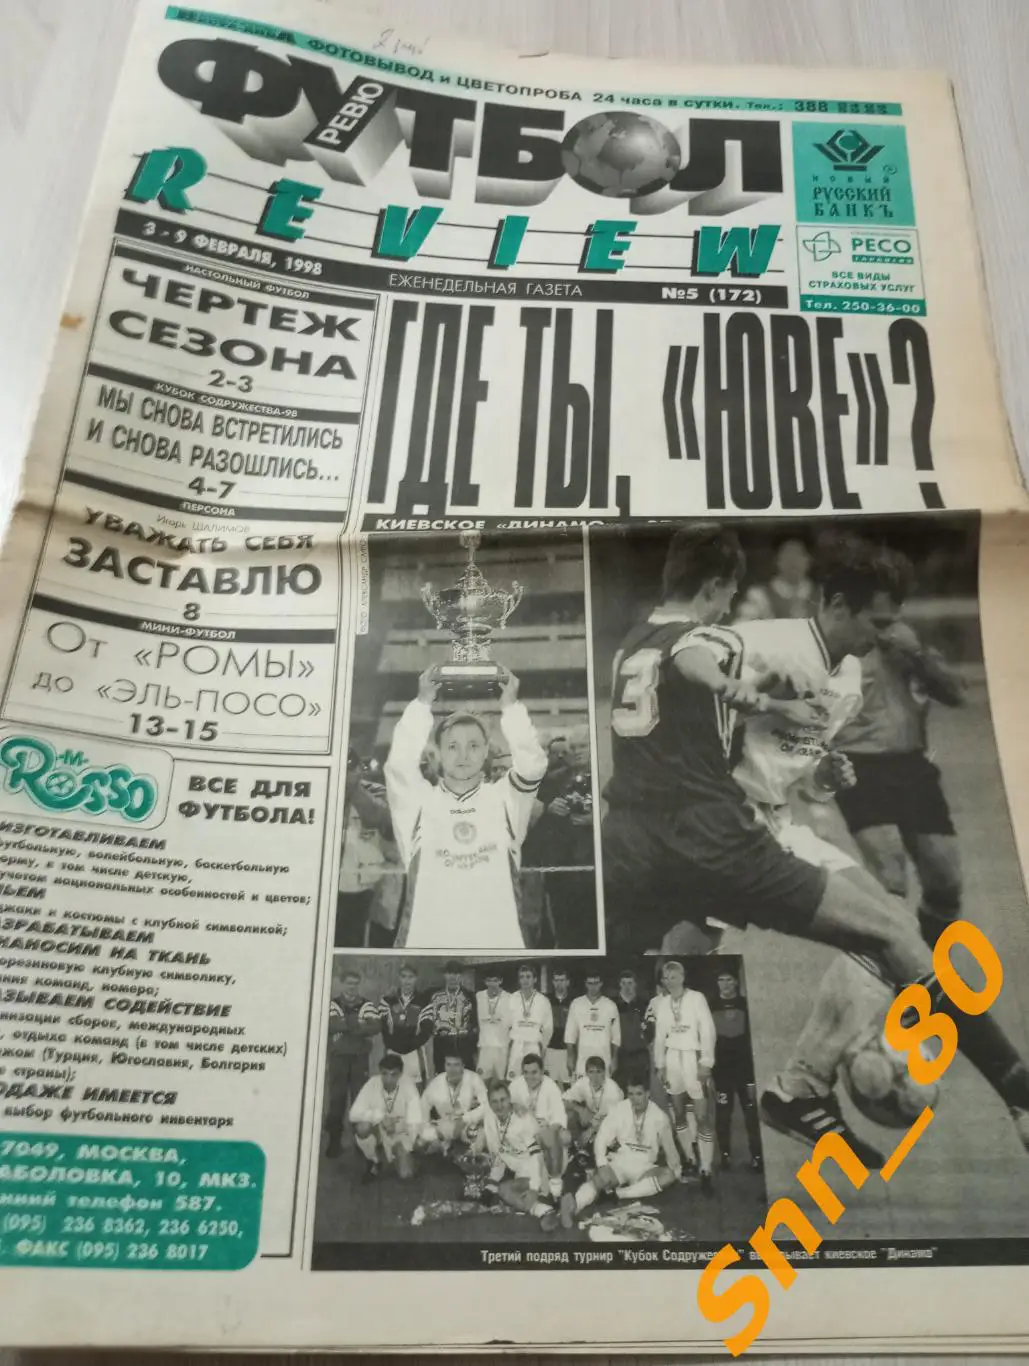 ФОТОВЫВОД и ЦВЕТОПРОБА 24 часа в сутки. Тел.: 388
ФУТБОЛ
РЕВЮ
REVIEW
НОВЫЙ
РУССКИЙ
БАНКЪ
РЕСО
ГАРАНТИЯ
ВСЕ ВИДЫ
СТРАХОВЫХ УСЛУГ
Тел. 250-36-00
3 - 9 ФЕВРАЛЯ, 1998
ЕЖЕНЕДЕЛЬНАЯ ГАЗЕТА
№5 (172)
НАСТОЛЬНЫЙ ФУТБОЛ
ЧЕРТЕЖ
СЕЗОНА
2-3
КУБОК СОДРУЖЕСТВА-98
МЫ СНОВА ВСТРЕТИЛИСЬ
И СНОВА РАЗОШЛИСЬ...
4-7
ПЕРСОНА
Игорь ШАЛИМОВ
УВАЖАТЬ СЕБЯ
ЗАСТАВЛЮ
8
МИНИ-ФУТБОЛ
От «РОМЫ»
до «ЭЛЬ-ПОСО»
13-15
ГДЕ ТЫ, «ЮВЕ»?
КИЕВСКОЕ «ДИНАМО»
-М-
Rosso
ВСЕ ДЛЯ
ФУТБОЛА!
ИЗГОТАВЛИВАЕМ
футбольную, волейбольную, баскетбольную
форму, в том числе детскую,
учетом национальных особенностей и цветов;
и костюмы с клубной символикой;
НАНОСИМ НА ТКАНЬ
клубную символику,
команд, номера;
СОДЕЙСТВИЕ
сборов, международных
отдыха команд (в том числе детских)
(Турция, Югославия, Болгария
страны);
ИМЕЕТСЯ
выбор футбольного инвентаря
7049, МОСКВА,
10, МКЗ.
телефон 587.
(095) 236 8362, 236 6250,
ФАКС (095) 236 8017
3
Третий подряд турнир "Кубок Содружества" выигрывает киевское "Динамо"
Snn_80